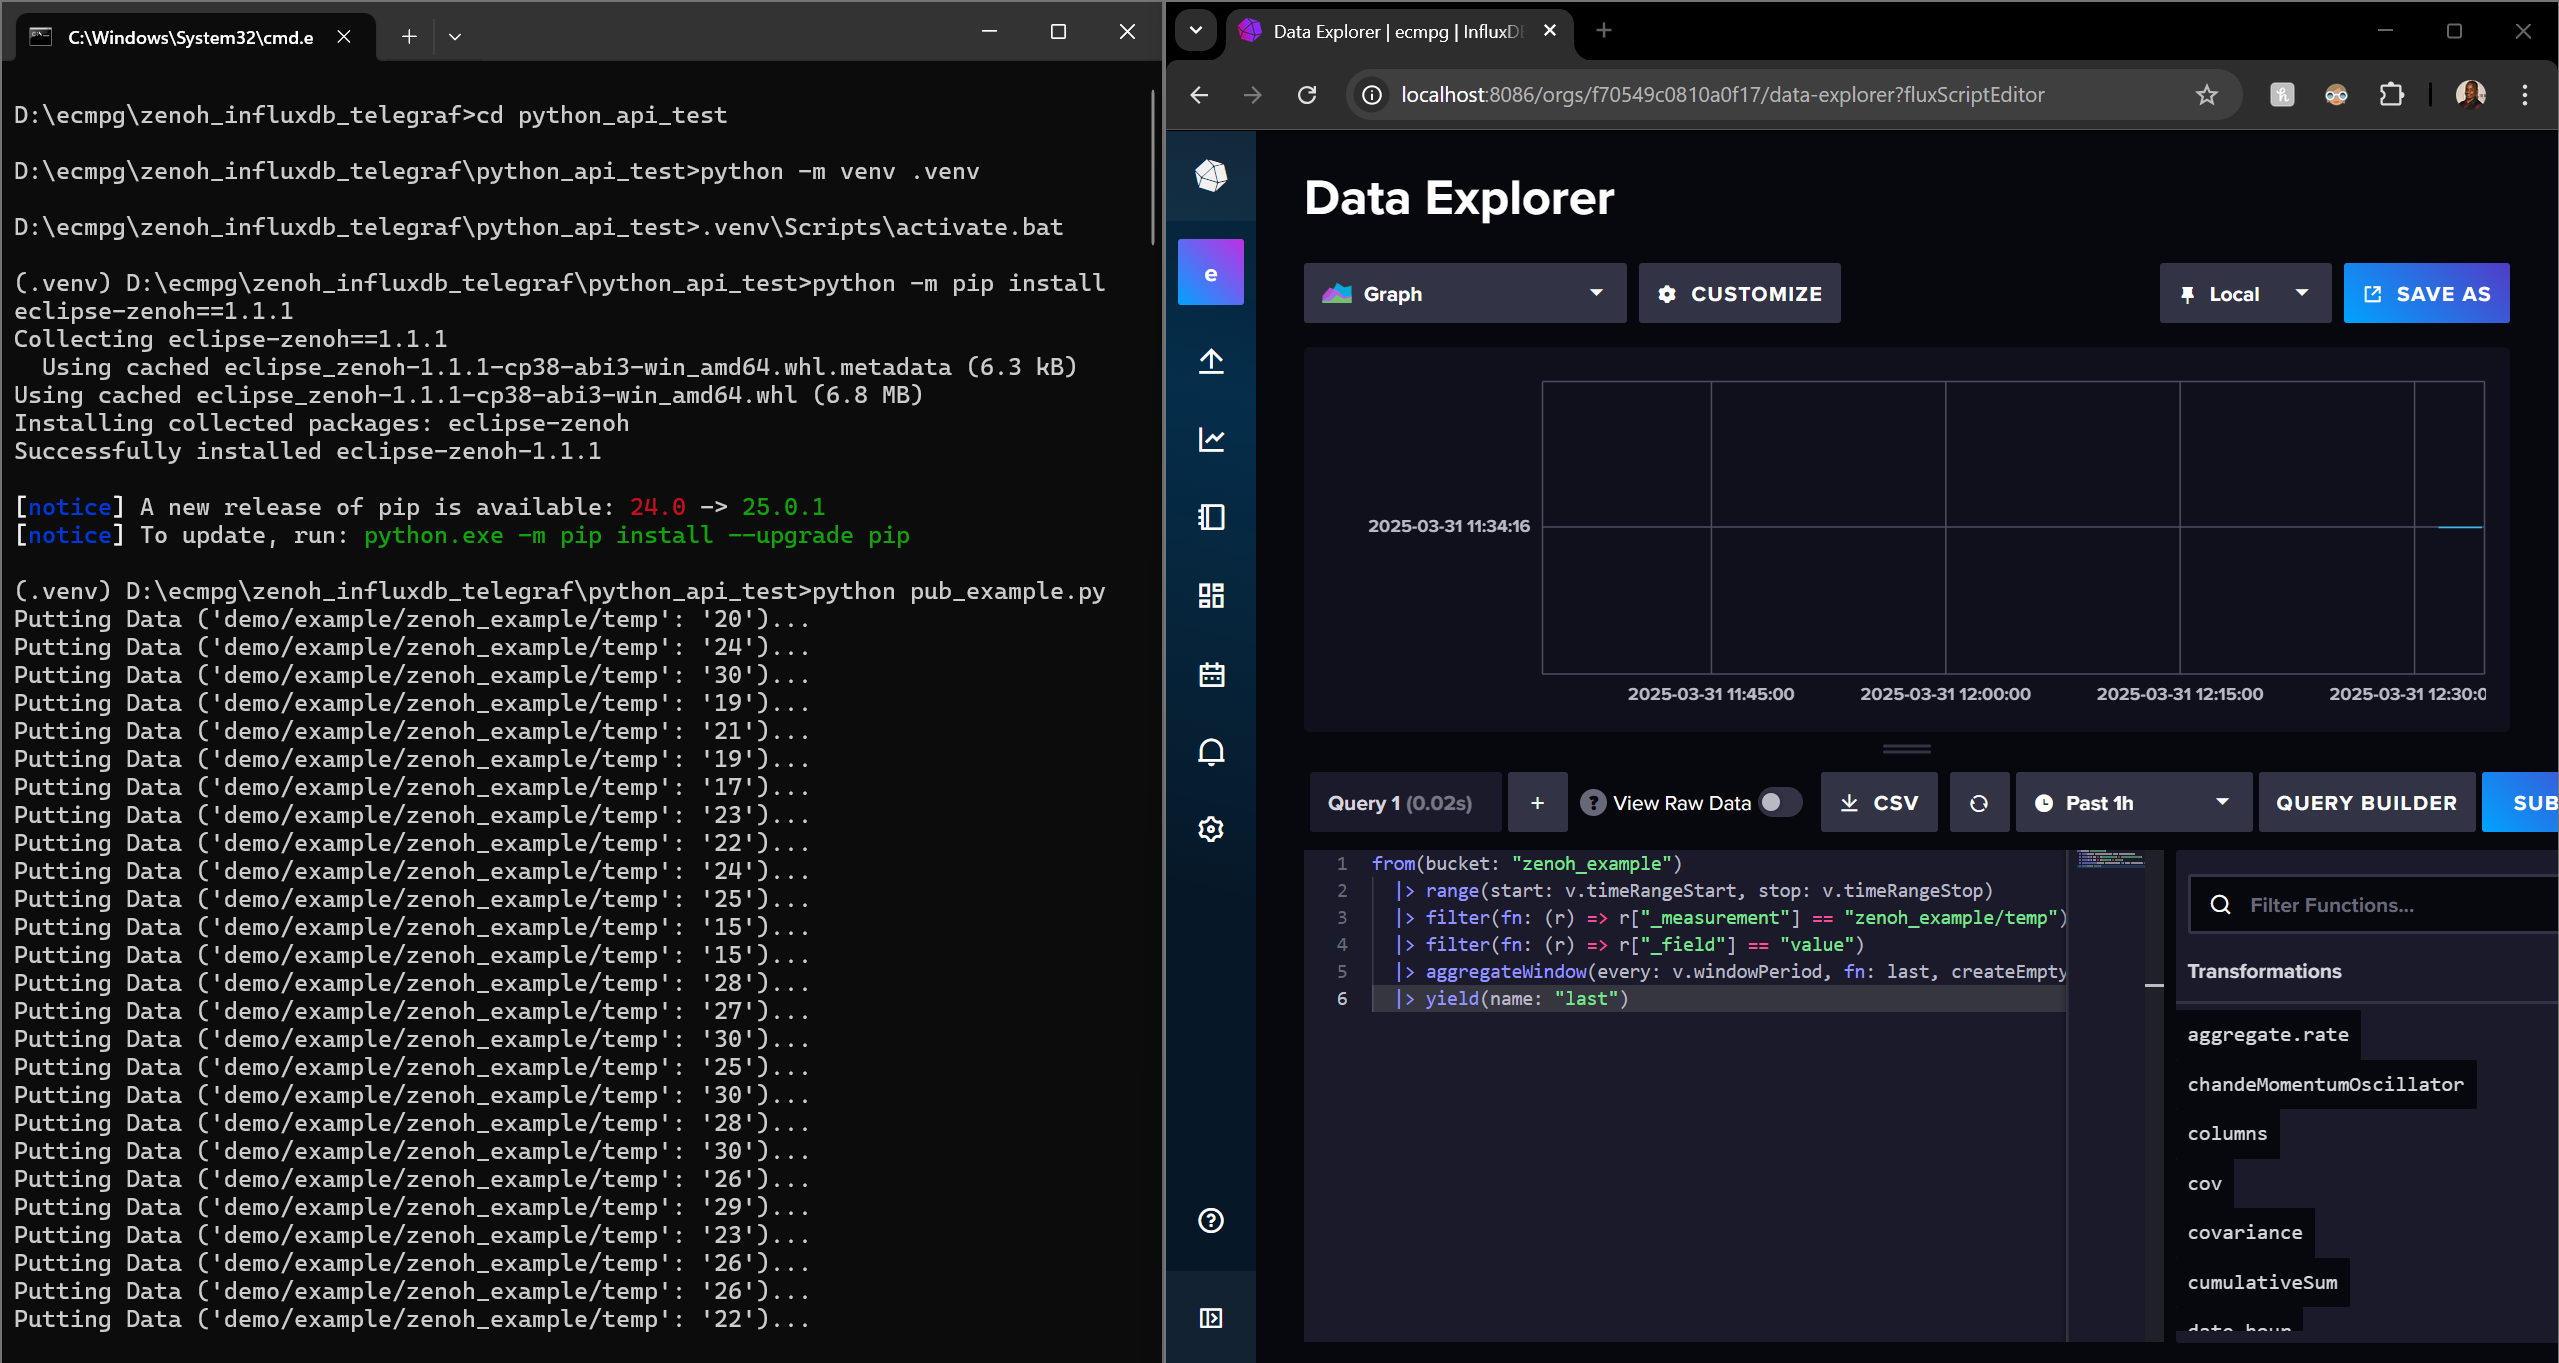 C:\Windows\System32\cmd.e
D:\ecmpg\zenoh_influxdb_telegraf>cd python_api_test
D:\ecmpg\zenoh_influxdb_telegraf\python_api_test>python -m venv .venv
D:\ecmpg\zenoh_influxdb_telegraf\python_api_test>.venv\Scripts\activate.bat
(.venv) D:\ecmpg\zenoh_influxdb_telegraf\python_api_test>python -m pip install
eclipse-zenoh==1.1.1
Collecting eclipse-zenoh==1.1.1
Using cached eclipse_zenoh-1.1.1-cp38-abi3-win_amd64.whl.metadata (6.3 kB)
Using cached eclipse_zenoh-1.1.1-cp38-abi3-win_amd64.whl (6.8 MB)
Installing collected packages: eclipse-zenoh
Successfully installed eclipse-zenoh-1.1.1
[notice] A new release of pip is available: 24.0 -> 25.0.1
[notice] To update, run: python.exe -m pip install --upgrade pip
(.venv) D:\ecmpg\zenoh_influxdb_telegraf\python_api_test>python pub_example.py
Putting Data ('demo/example/zenoh_example/temp': '20')...
Putting Data ('demo/example/zenoh_example/temp': '24')...
Putting Data ('demo/example/zenoh_example/temp': '30')...
Putting Data ('demo/example/zenoh_example/temp': '19')...
Putting Data ('demo/example/zenoh_example/temp': '21')...
Putting Data ('demo/example/zenoh_example/temp': '19')...
Putting Data ('demo/example/zenoh_example/temp': '17')...
Putting Data ('demo/example/zenoh_example/temp': '23')...
Putting Data ('demo/example/zenoh_example/temp': '22')...
Putting Data ('demo/example/zenoh_example/temp': '24')...
Putting Data ('demo/example/zenoh_example/temp': '25')...
Putting Data ('demo/example/zenoh_example/temp': '15')...
Putting Data ('demo/example/zenoh_example/temp': '15')...
Putting Data ('demo/example/zenoh_example/temp': '28')...
Putting Data ('demo/example/zenoh_example/temp': '27')...
Putting Data ('demo/example/zenoh_example/temp': '30')...
Putting Data ('demo/example/zenoh_example/temp': '25')...
Putting Data ('demo/example/zenoh_example/temp': '30')...
Putting Data ('demo/example/zenoh_example/temp': '28')...
Putting Data ('demo/example/zenoh_example/temp': '30')...
Putting Data ('demo/example/zenoh_example/temp': '26')...
Putting Data ('demo/example/zenoh_example/temp': '29')...
Putting Data ('demo/example/zenoh_example/temp': '23')...
Putting Data ('demo/example/zenoh_example/temp': '26')...
Putting Data ('demo/example/zenoh_example/temp': '26')...
Putting Data ('demo/example/zenoh_example/temp': '22')...
Data Explorer | ecmpg | InfluxD
localhost:8086/orgs/f70549c0810a0f17/data-explorer?fluxScriptEditor
e
Data Explorer
Graph
CUSTOMIZE
Local
SAVE AS
2025-03-31 11:34:16
2025-03-31 11:45:00
2025-03-31 12:00:00
2025-03-31 12:15:00
2025-03-31 12:30:0
Query 1 (0.02s)
+
View Raw Data
CSV
Past 1h
QUERY BUILDER
SUB
1 from(bucket: "zenoh_example")
2 |> range(start: v.timeRangeStart, stop: v.timeRangeStop)
3 |> filter(fn: (r) => r["_measurement"] == "zenoh_example/temp")
4 |> filter(fn: (r) => r["_field"] == "value")
5 |> aggregateWindow(every: v.windowPeriod, fn: last, createEmpty
6 |> yield(name: "last")
Filter Functions...
Transformations
aggregate.rate
chandeMomentumOscillator
columns
cov
covariance
cumulativeSum